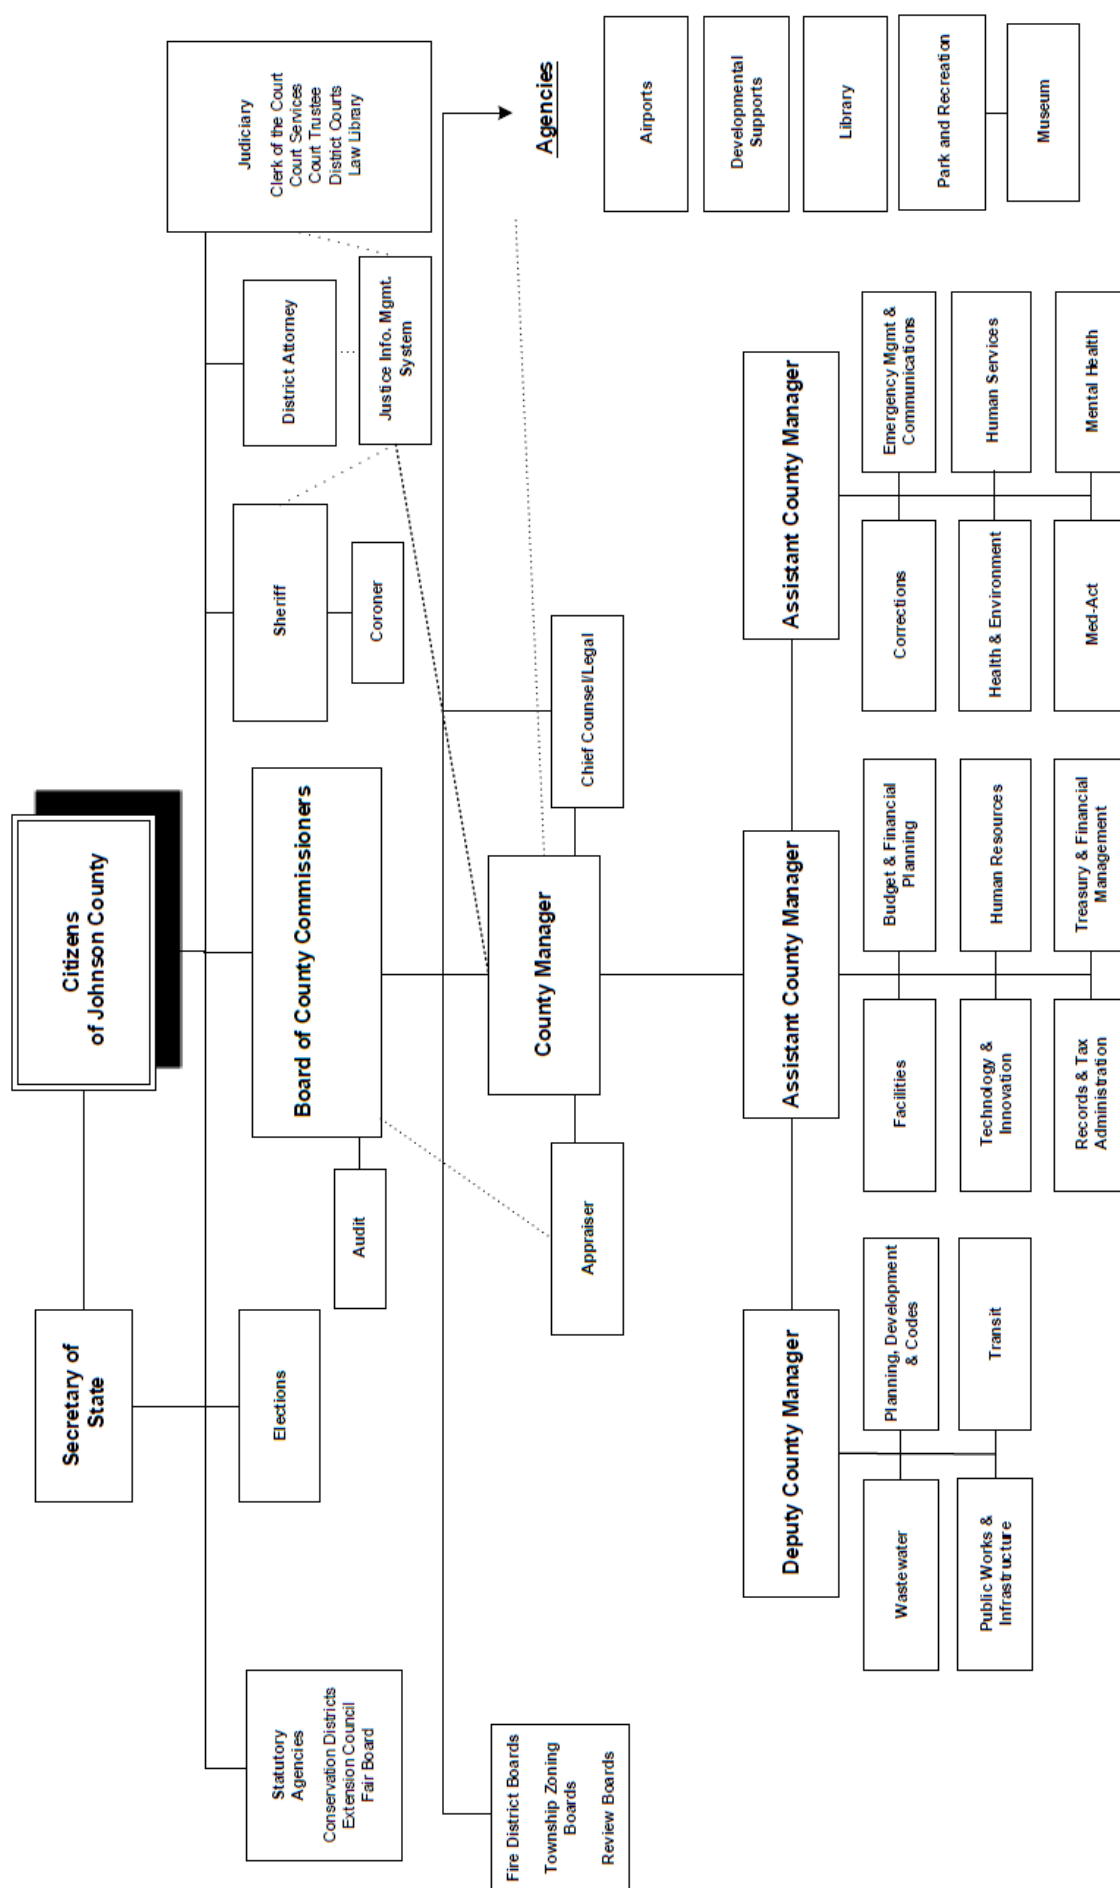 Citizens
of Johnson County
Secretary of
State
Statutory
Agencies
Conservation Districts
Extension Council
Fair Board
Elections
Board of County Commissioners
Audit
Sheriff
Coroner
District Attorney
Justice Info. Mgmt.
System
Judiciary
Clerk of the Court
Court Services
Court Trustee
District Courts
Law Library
Fire District Boards
Township Zoning
Boards
Review Boards
Appraiser
County Manager
Chief Counsel/Legal
Agencies
Airports
Developmental
Supports
Library
Park and Recreation
Museum
Deputy County Manager
Wastewater
Planning, Development
& Codes
Public Works &
Infrastructure
Transit
Assistant County Manager
Facilities
Budget & Financial
Planning
Technology &
Innovation
Human Resources
Records & Tax
Administration
Treasury & Financial
Management
Assistant County Manager
Corrections
Emergency Mgmt &
Communications
Health & Environment
Human Services
Med-Act
Mental Health